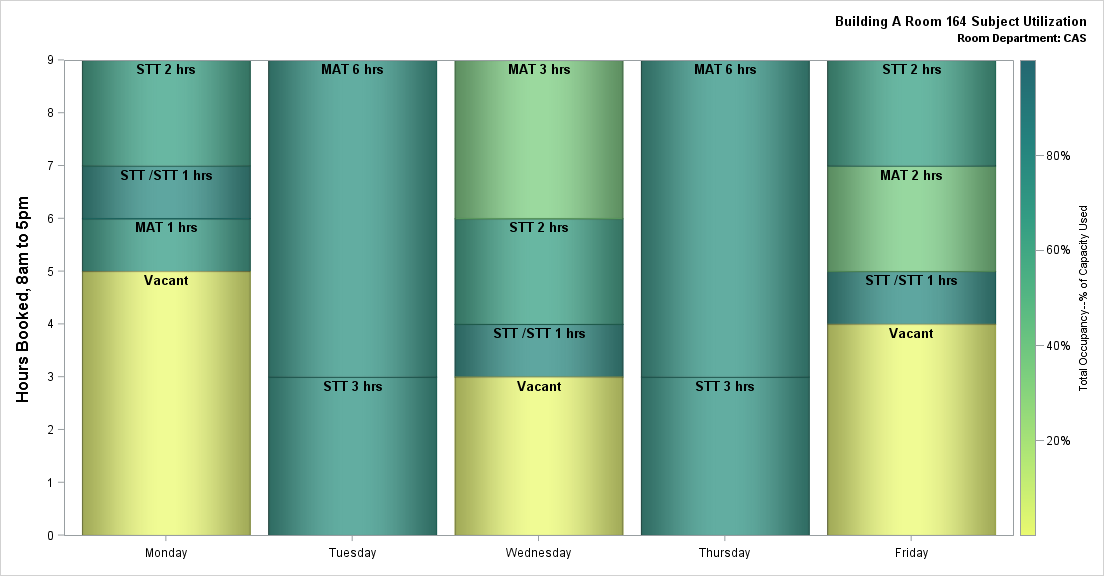 Building A Room 164 Subject Utilization
Room Department: CAS
Hours Booked, 8am to 5pm
9
8
7
6
5
4
3
2
1
0
STT 2 hrs
STT /STT 1 hrs
MAT 1 hrs
Vacant
MAT 6 hrs
STT 3 hrs
MAT 3 hrs
STT 2 hrs
STT /STT 1 hrs
Vacant
MAT 6 hrs
STT 3 hrs
STT 2 hrs
MAT 2 hrs
STT /STT 1 hrs
Vacant
Monday
Tuesday
Wednesday
Thursday
Friday
80%
60%
40%
20%
Total Occupancy--% of Capacity Used